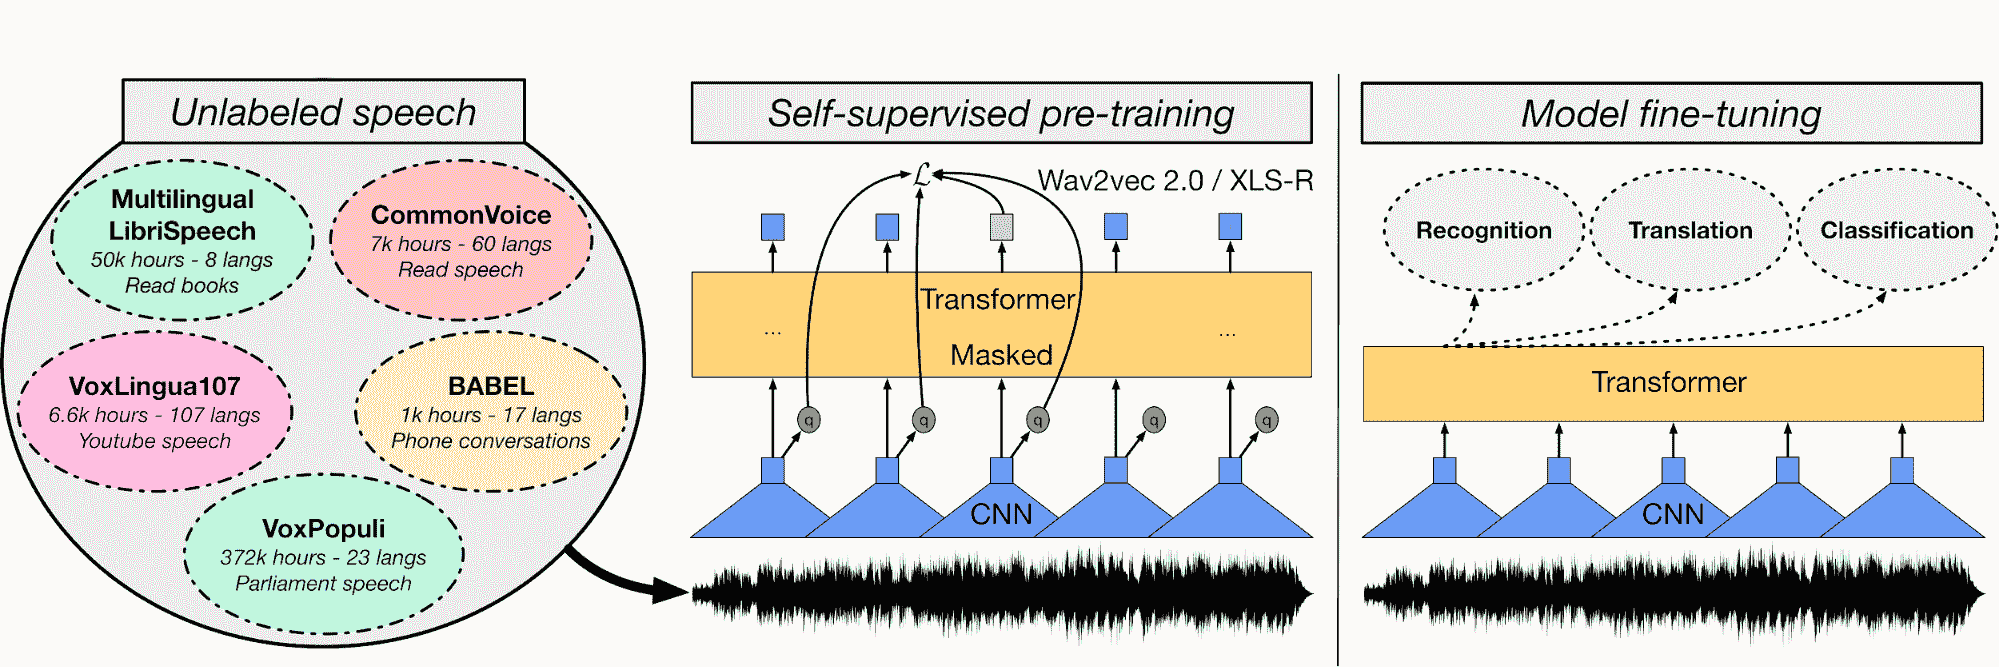 Unlabeled speech
Multilingual
LibriSpeech
50k hours - 8 langs
Read books
CommonVoice
7k hours - 60 langs
Read speech
VoxLingua107
6.6k hours - 107 langs
Youtube speech
BABEL
1k hours - 17 langs
Phone conversations
VoxPopuli
372k hours - 23 langs
Parliament speech
Self-supervised pre-training
ℒ
Wav2vec 2.0 / XLS-R
Transformer
... ...
Masked
q q q q q
CNN
Model fine-tuning
Recognition
Translation
Classification
Transformer
CNN